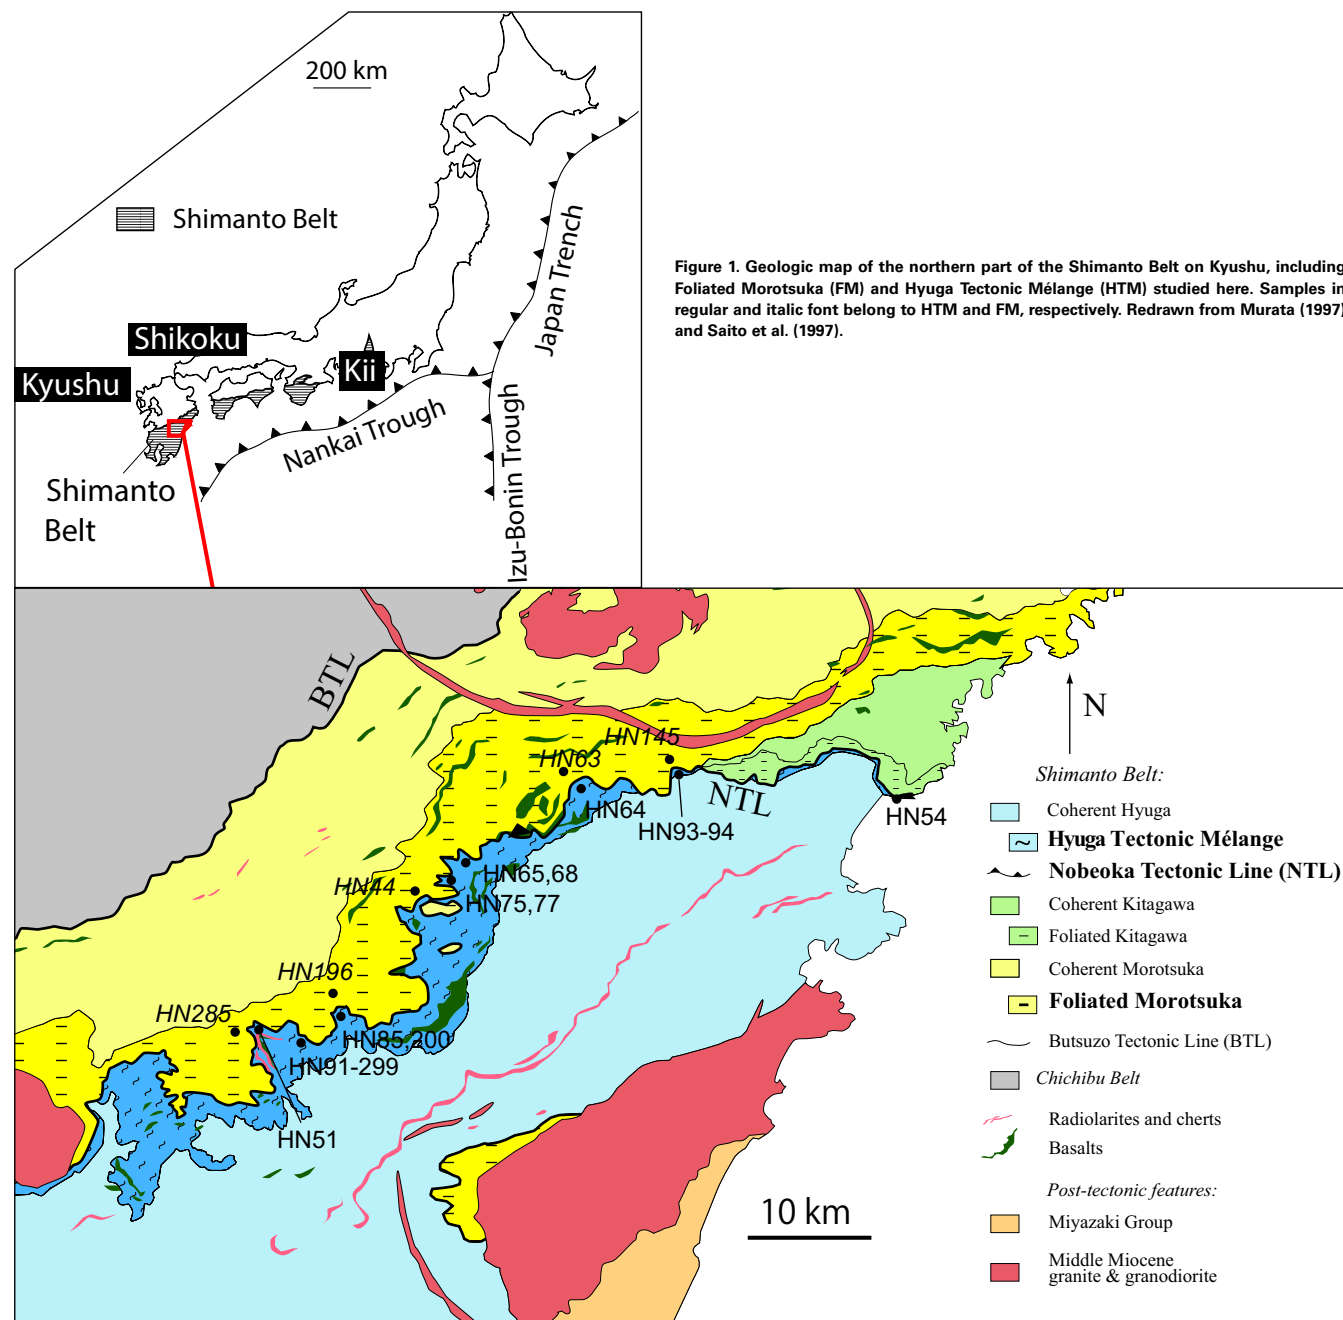 200 km
Shimanto Belt
Japan Trench
Shikoku
Kii
Kyushu
Nankai Trough
Izu-Bonin Trough
Shimanto
Belt
Figure 1. Geologic map of the northern part of the Shimanto Belt on Kyushu, including
Foliated Morotsuka (FM) and Hyuga Tectonic Mélange (HTM) studied here. Samples in
regular and italic font belong to HTM and FM, respectively. Redrawn from Murata (1997)
and Saito et al. (1997).
BTL
N
HN145
HN63
HN64
NTL
HN93-94
HN54
HN65,68
HN44
HN75,77
HN196
HN285
HN85,200
HN91-299
HN51
10 km
Shimanto Belt:
Coherent Hyuga
Hyuga Tectonic Mélange
Nobeoka Tectonic Line (NTL)
Coherent Kitagawa
Foliated Kitagawa
Coherent Morotsuka
Foliated Morotsuka
Butsuzo Tectonic Line (BTL)
Chichibu Belt
Radiolarites and cherts
Basalts
Post-tectonic features:
Miyazaki Group
Middle Miocene
granite & granodiorite